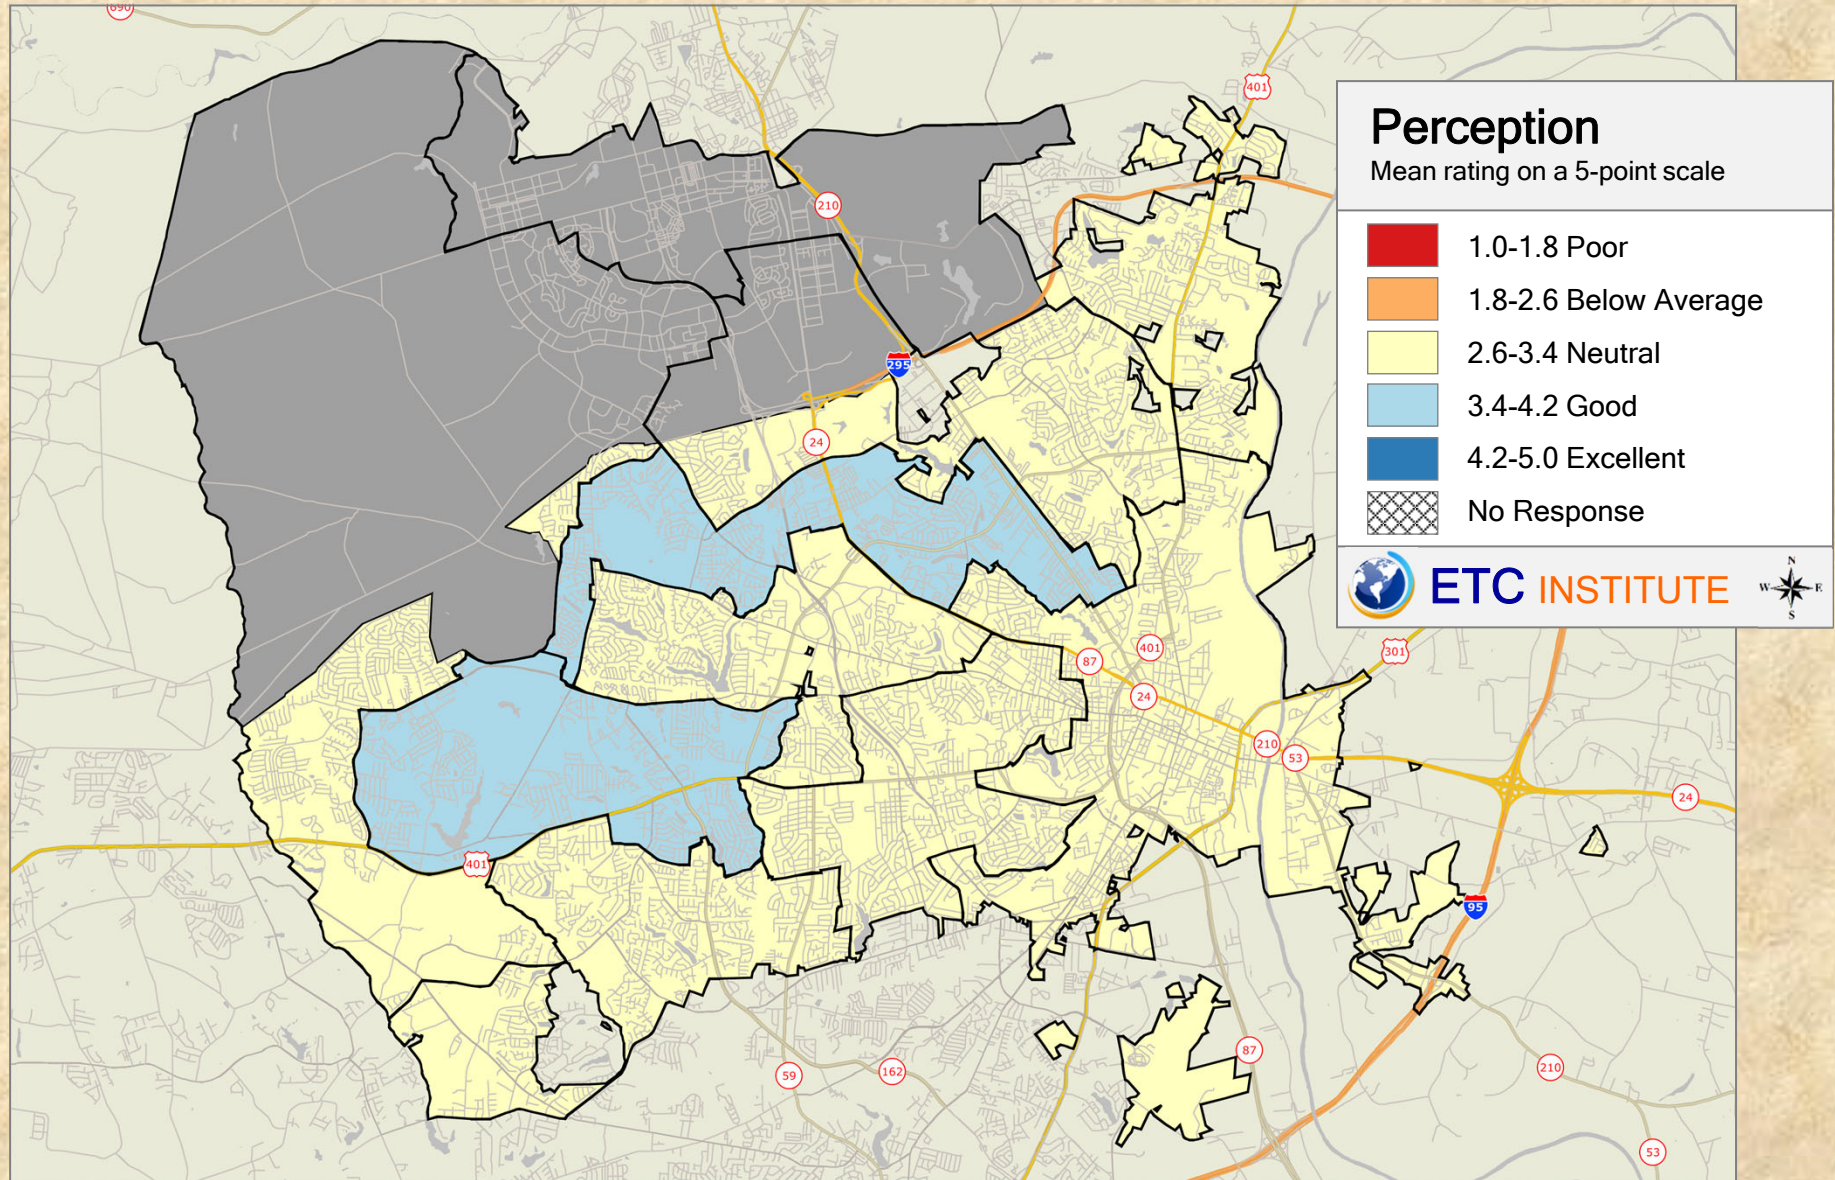 690
401
Perception
Mean rating on a 5-point scale
210
1.0-1.8 Poor
1.8-2.6 Below Average
2.6-3.4 Neutral
295
3.4-4.2 Good
24
4.2-5.0 Excellent
No Response
N
W E
S
ETC INSTITUTE
87
401
301
24
210
53
24
401
95
87
59
162
210
53